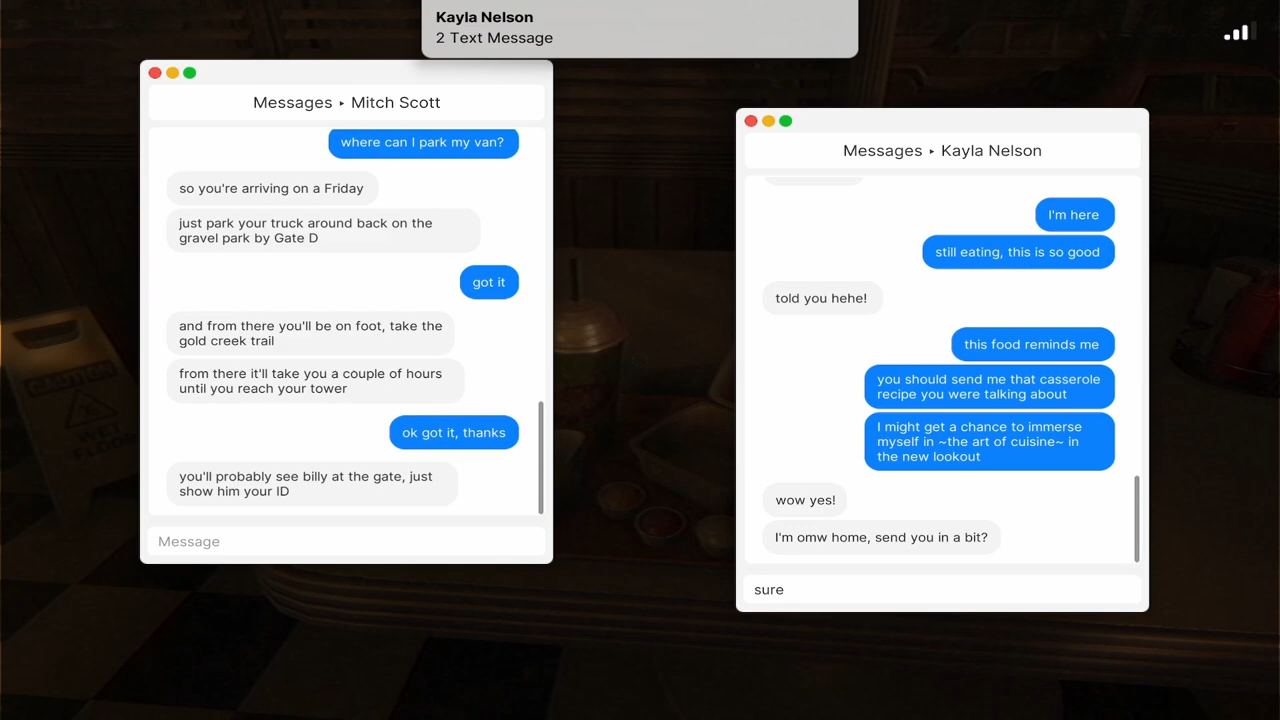 Kayla Nelson
2 Text Message
Messages ▸ Mitch Scott
where can I park my van?
so you're arriving on a Friday
just park your truck around back on the
gravel park by Gate D
got it
and from there you'll be on foot, take the
gold creek trail
from there it'll take you a couple of hours
until you reach your tower
ok got it, thanks
you'll probably see billy at the gate, just
show him your ID
Message
Messages ▸ Kayla Nelson
I'm here
still eating, this is so good
told you hehe!
this food reminds me
you should send me that casserole
recipe you were talking about
I might get a chance to immerse
myself in ~the art of cuisine~ in
the new lookout
wow yes!
I'm omw home, send you in a bit?
sure
CAUTION
WET
FLOOR